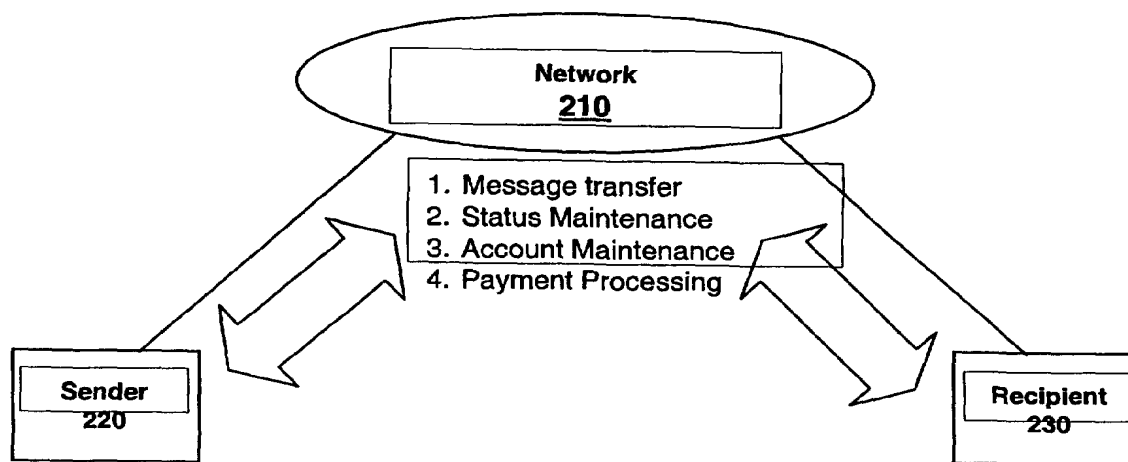 Network
210
1. Message transfer
2. Status Maintenance
3. Account Maintenance
4. Payment Processing
Sender
220
Recipient
230